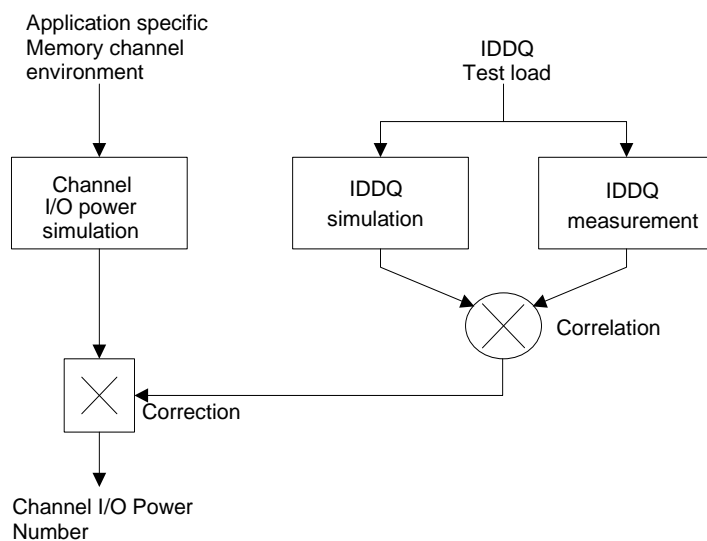 Application specific
Memory channel
environment
IDDQ
Test load
Channel
I/O power
simulation
IDDQ
simulation
IDDQ
measurement
Correlation
Correction
Channel I/O Power
Number